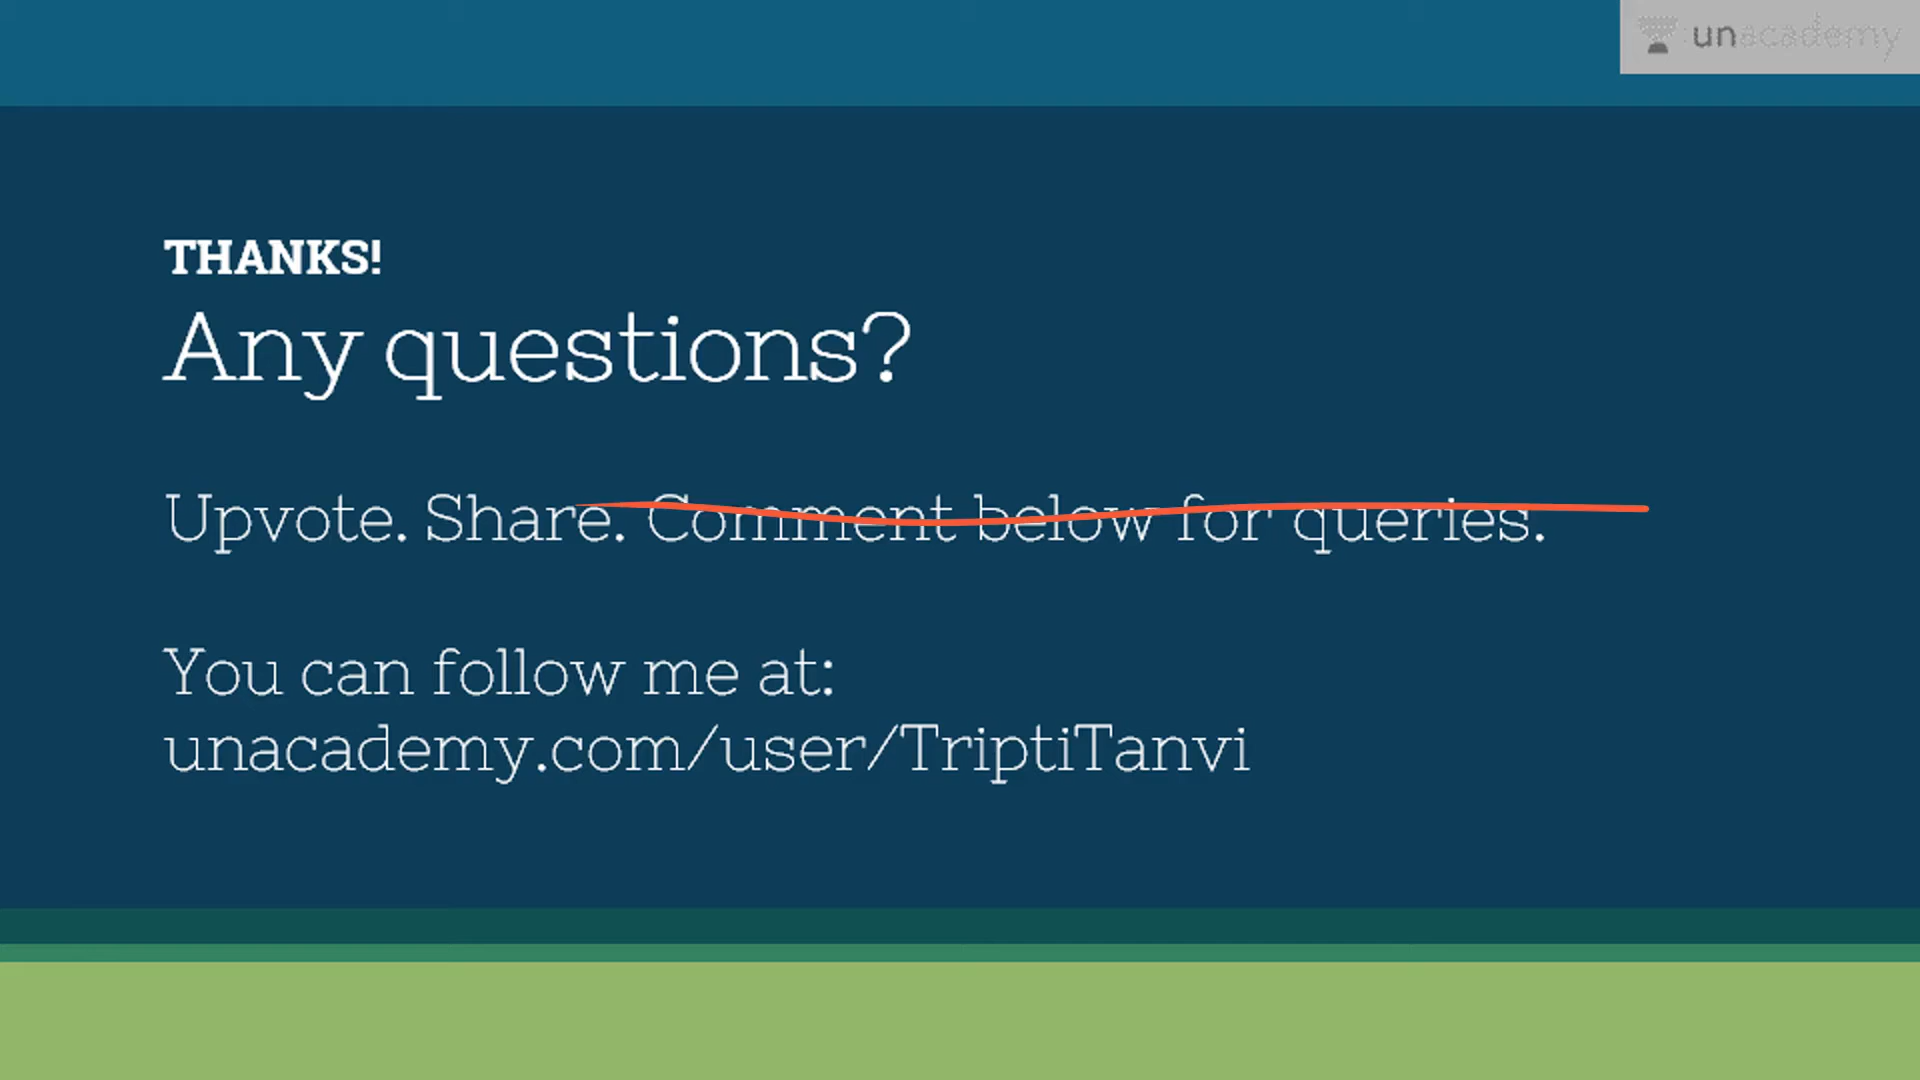 unacademy
THANKS!
Any questions?
Upvote. Share. Comment below for queries.
You can follow me at:
unacademy.com/user/TriptiTanvi